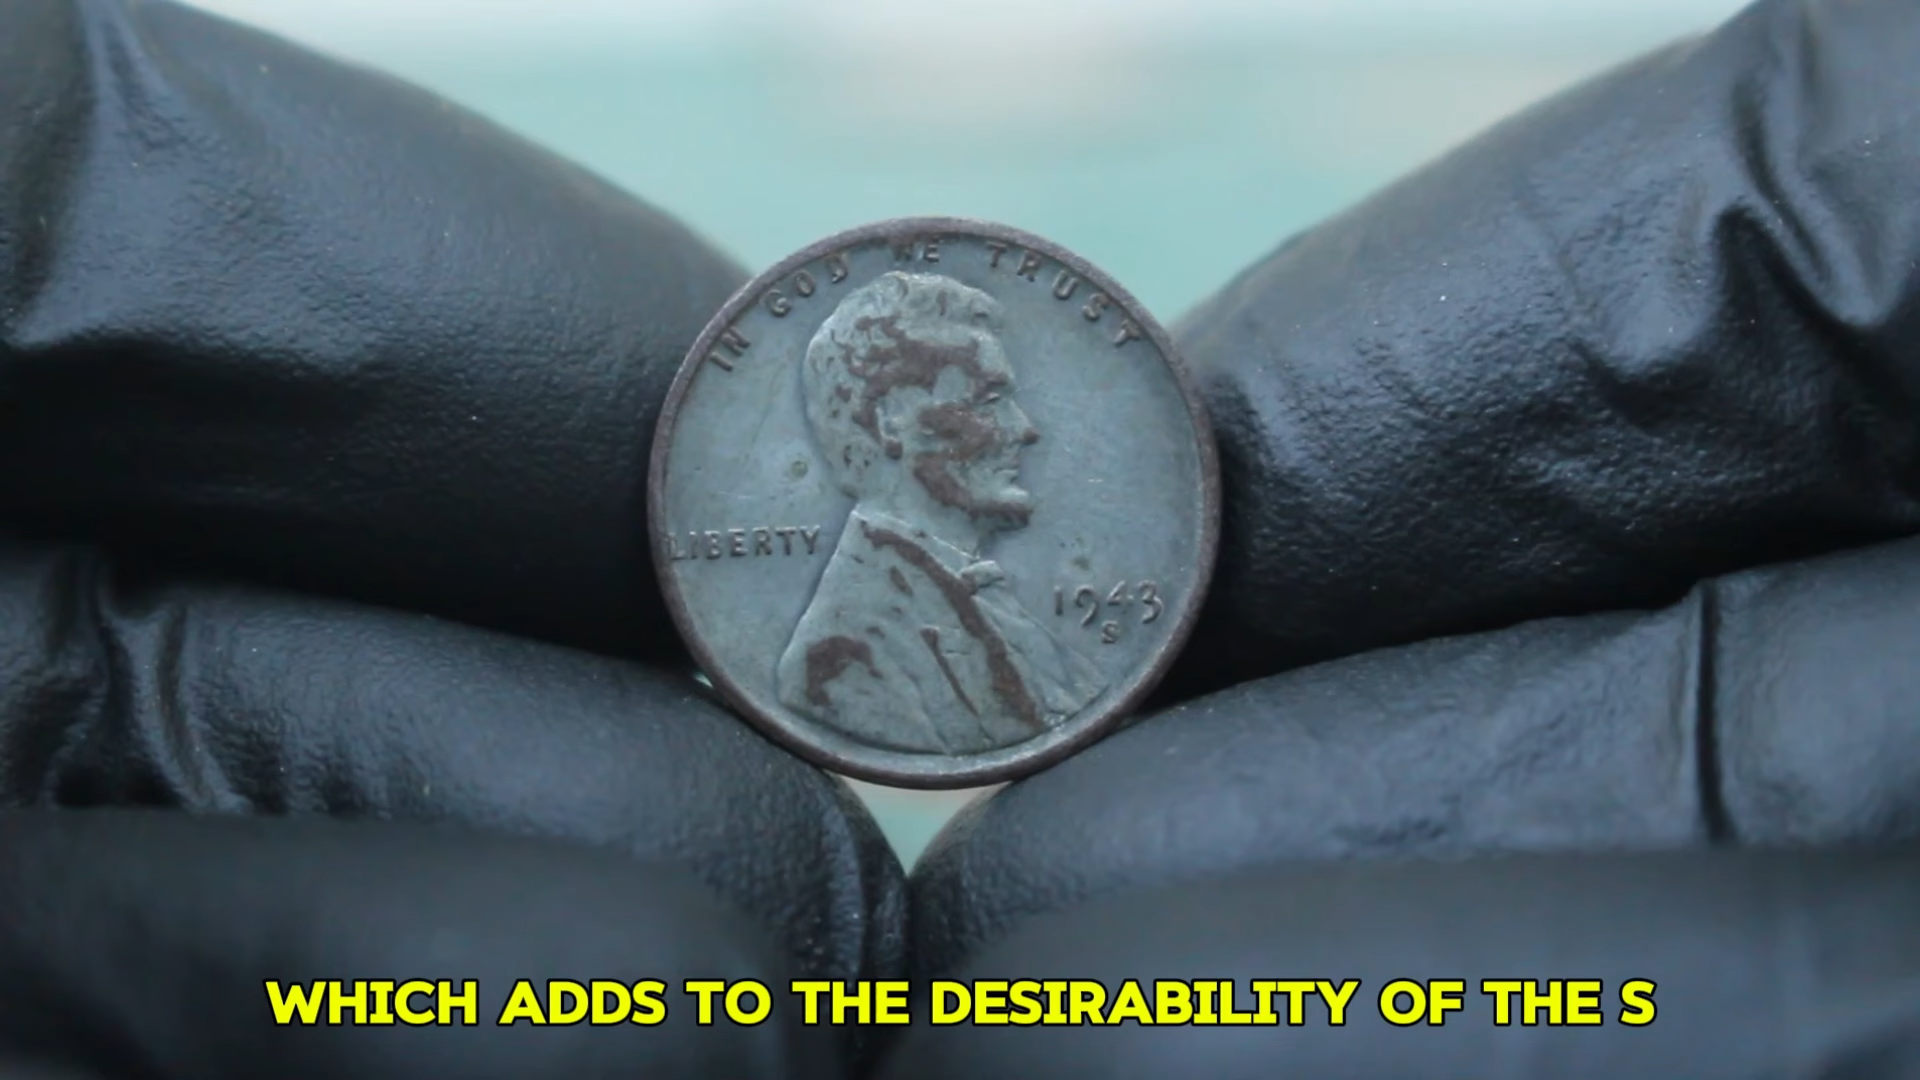 IN GOD WE TRUST
LIBERTY
1943
S
WHICH ADDS TO THE DESIRABILITY OF THE S